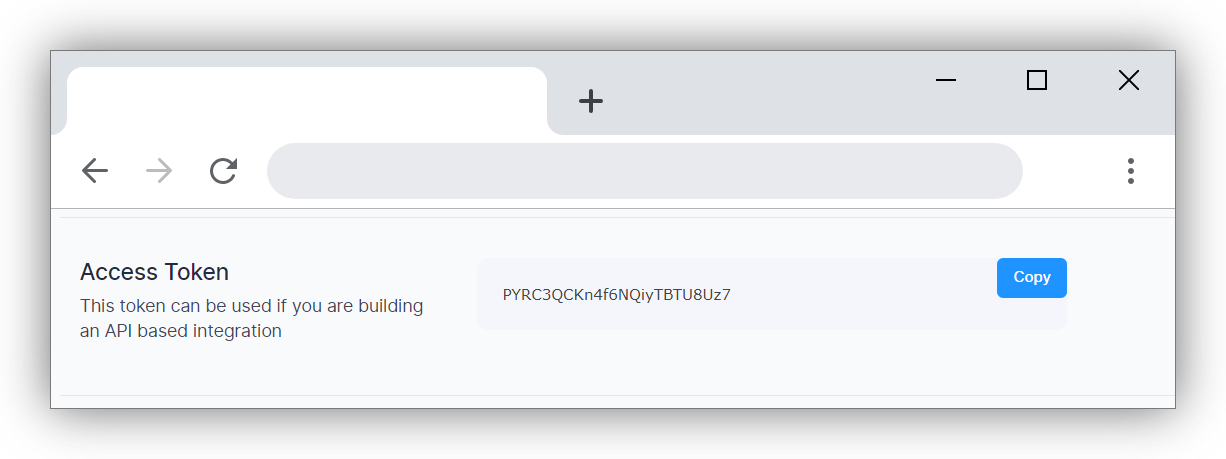 Access Token
This token can be used if you are building
an API based integration
PYRC3QCKn4f6NQiyTBTU8Uz7
Copy